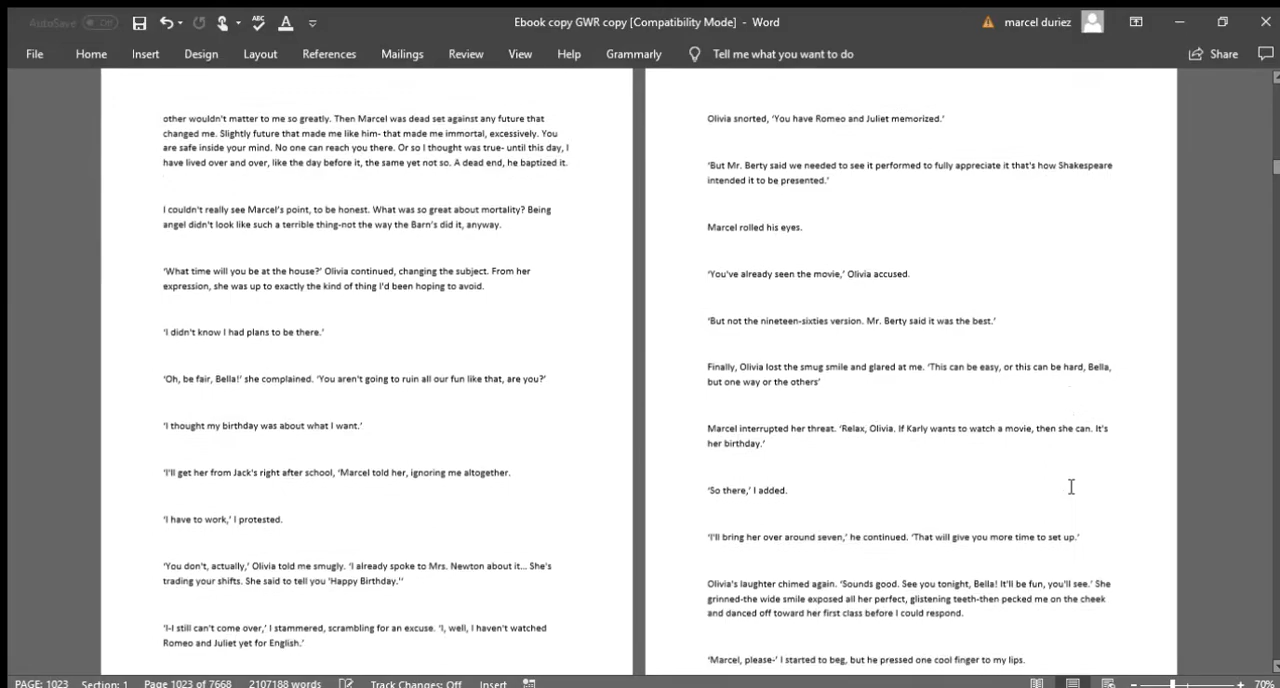 AutoSave Off
Ebook copy GWR copy [Compatibility Mode] - Word
marcel duriez
File Home Insert Design Layout References Mailings Review View Help Grammarly Tell me what you want to do Share
other wouldn't matter to me so greatly. Then Marcel was dead set against any future that
changed me. Slightly future that made me like him- that made me immortal, excessively. You
are safe inside your mind. No one can reach you there. Or so I thought was true- until this day, I
have lived over and over, like the day before it, the same yet not so. A dead end, he baptized it.
I couldn't really see Marcel's point, to be honest. What was so great about mortality? Being
angel didn't look like such a terrible thing-not the way the Barn's did it, anyway.
'What time will you be at the house?' Olivia continued, changing the subject. From her
expression, she was up to exactly the kind of thing I'd been hoping to avoid.
'I didn't know I had plans to be there.'
'Oh, be fair, Bella!' she complained. 'You aren't going to ruin all our fun like that, are you?'
'I thought my birthday was about what I want.'
'I'll get her from Jack's right after school, 'Marcel told her, ignoring me altogether.
'I have to work,' I protested.
'You don't, actually,' Olivia told me smugly. 'I already spoke to Mrs. Newton about it... She's
trading your shifts. She said to tell you 'Happy Birthday.''
'I-I still can't come over,' I stammered, scrambling for an excuse. 'I, well, I haven't watched
Romeo and Juliet yet for English.'
Olivia snorted, 'You have Romeo and Juliet memorized.'
'But Mr. Berty said we needed to see it performed to fully appreciate it that's how Shakespeare
intended it to be presented.'
Marcel rolled his eyes.
'You've already seen the movie,' Olivia accused.
'But not the nineteen-sixties version. Mr. Berty said it was the best.'
Finally, Olivia lost the smug smile and glared at me. 'This can be easy, or this can be hard, Bella,
but one way or the others'
Marcel interrupted her threat. 'Relax, Olivia. If Karly wants to watch a movie, then she can. It's
her birthday.'
'So there,' I added.
'I'll bring her over around seven,' he continued. 'That will give you more time to set up.'
Olivia's laughter chimed again. 'Sounds good. See you tonight, Bella! It'll be fun, you'll see.' She
grinned-the wide smile exposed all her perfect, glistening teeth-then pecked me on the cheek
and danced off toward her first class before I could respond.
'Marcel, please-' I started to beg, but he pressed one cool finger to my lips.
PAGE: 1023 Section: 1 Page 1023 of 7668 2107188 words Track Changes: Off Insert 70%